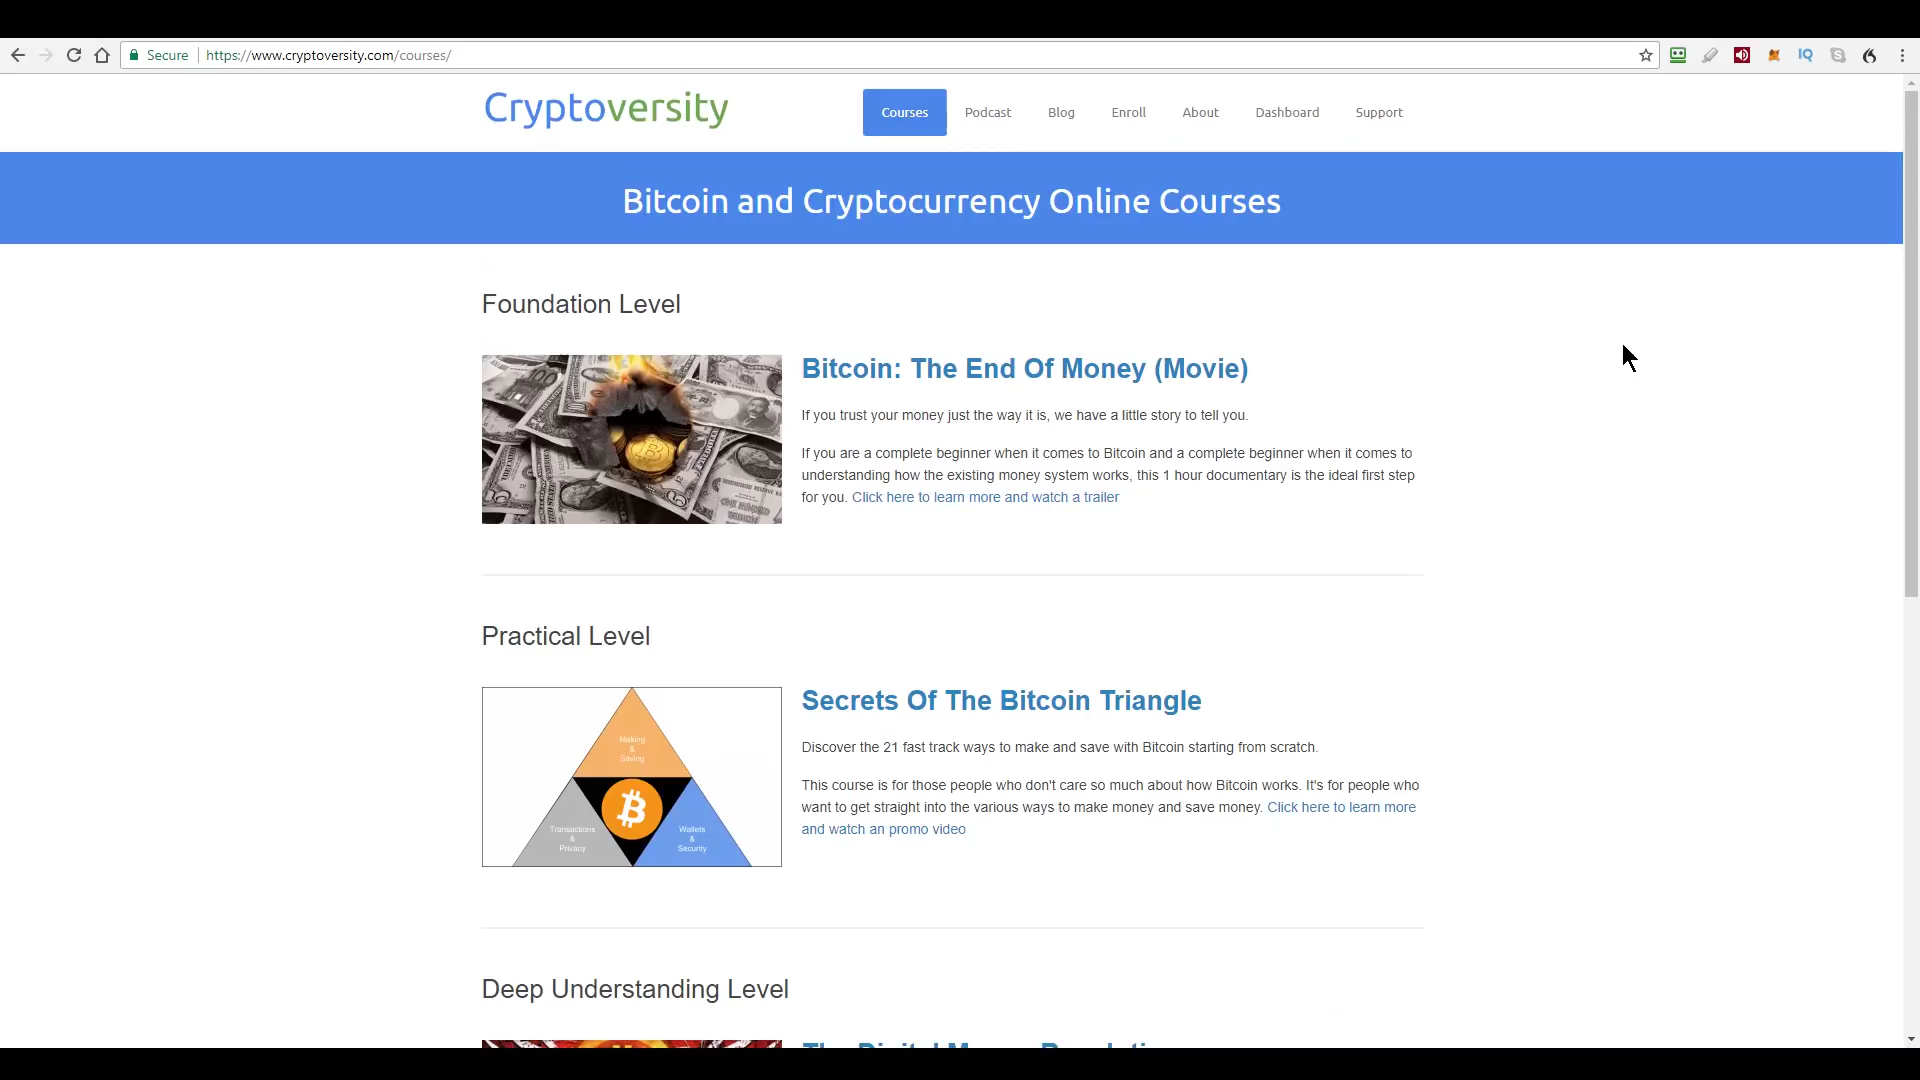 Secure https://www.cryptoversity.com/courses/
Cryptoversity
Courses Podcast Blog Enroll About Dashboard Support
Bitcoin and Cryptocurrency Online Courses
Foundation Level
Bitcoin: The End Of Money (Movie)
If you trust your money just the way it is, we have a little story to tell you.
If you are a complete beginner when it comes to Bitcoin and a complete beginner when it comes to
understanding how the existing money system works, this 1 hour documentary is the ideal first step
for you. Click here to learn more and watch a trailer
Practical Level
Making
&
Saving
Transactions
&
Privacy
Wallets
&
Security
Secrets Of The Bitcoin Triangle
Discover the 21 fast track ways to make and save with Bitcoin starting from scratch.
This course is for those people who don't care so much about how Bitcoin works. It's for people who
want to get straight into the various ways to make money and save money. Click here to learn more
and watch an promo video
Deep Understanding Level